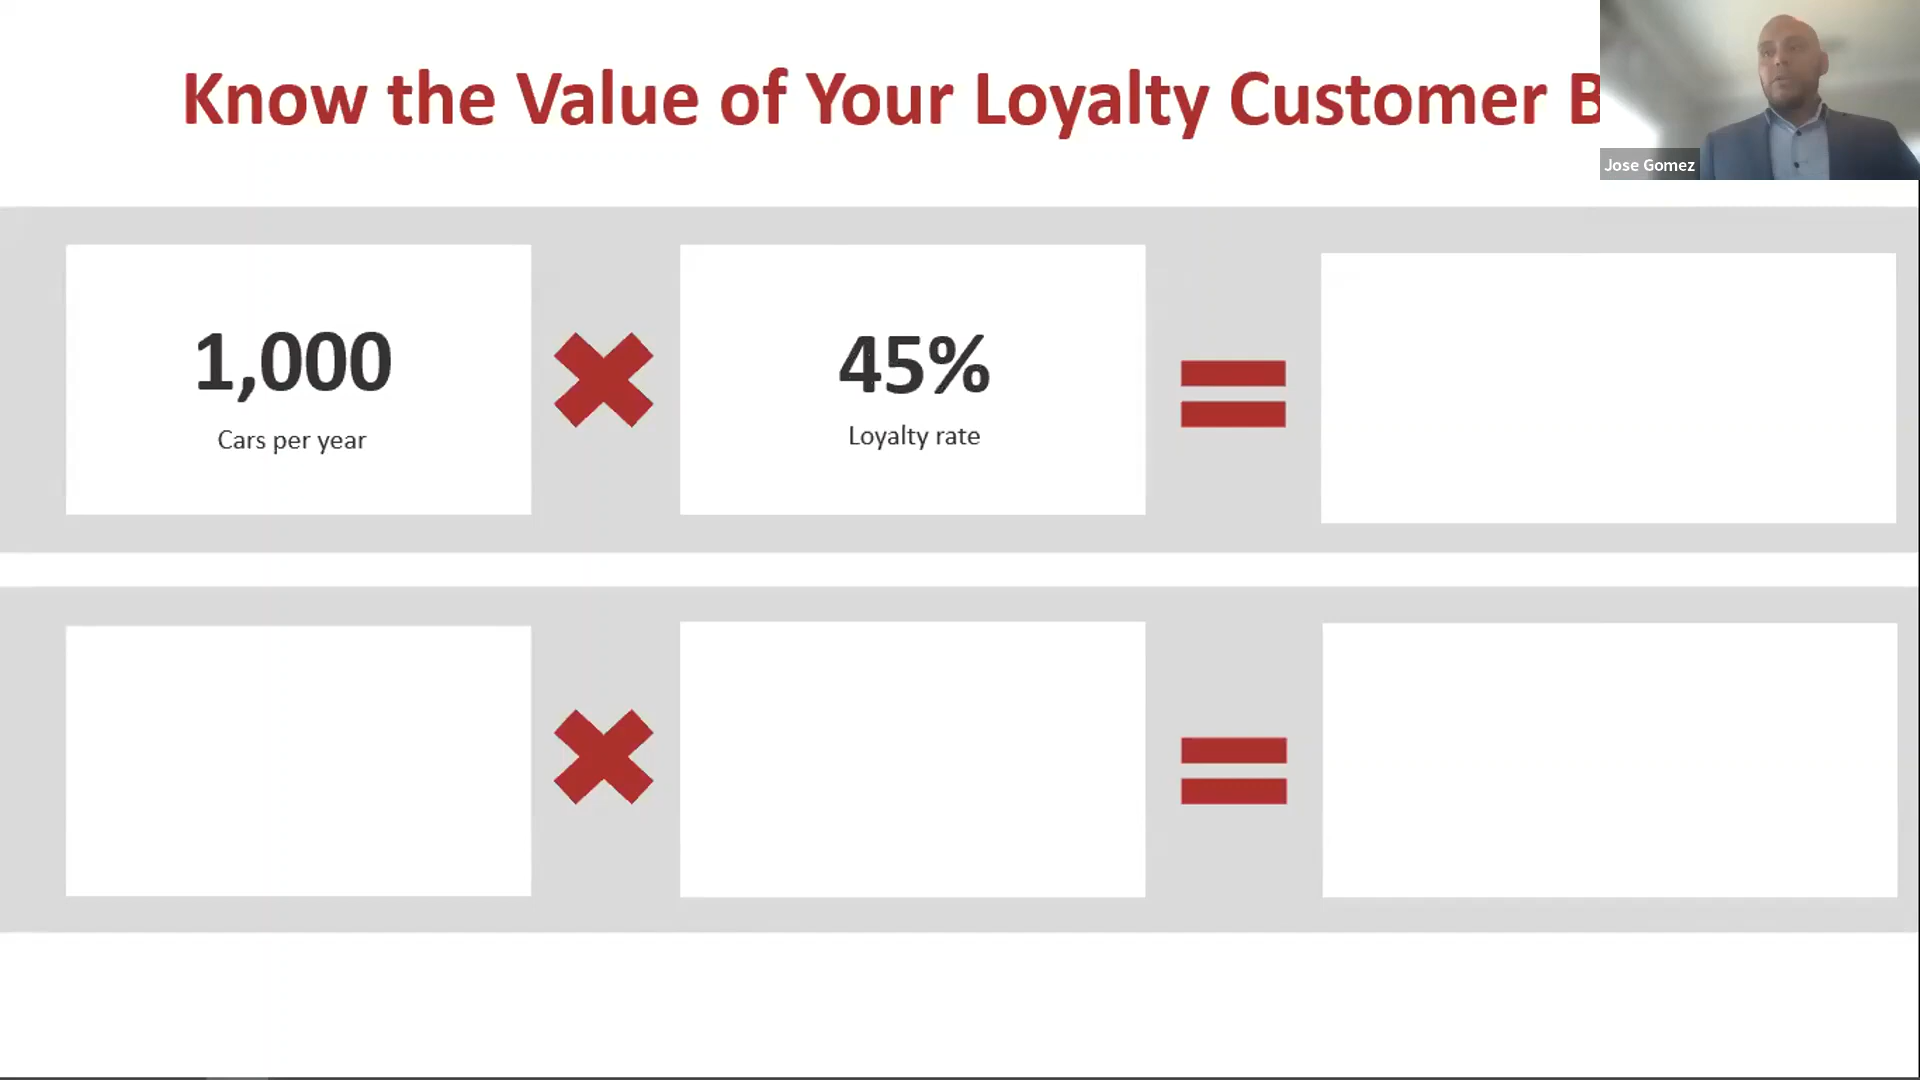 Know the Value of Your Loyalty Customer B
Jose Gomez
1,000
Cars per year
45%
Loyalty rate